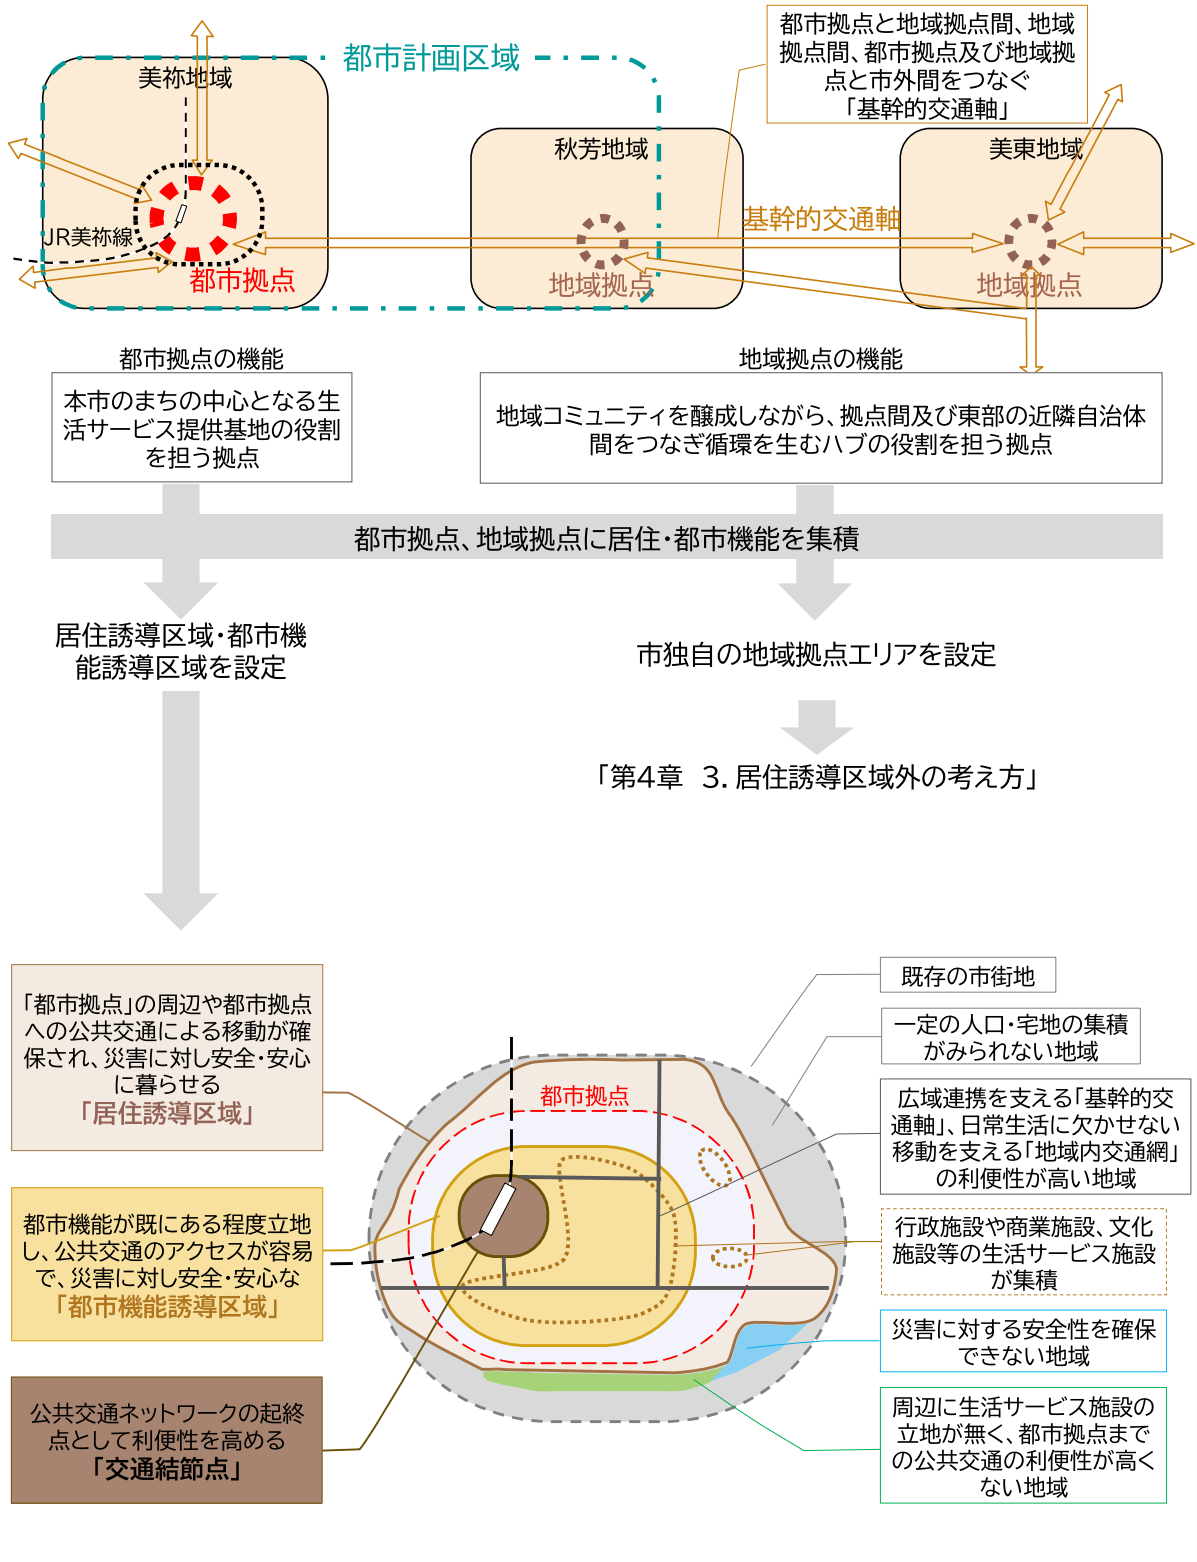 都市計画区域
都市拠点と地域拠点間、地域
拠点間、都市拠点及び地域拠
点と市外間をつなぐ
「基幹的交通軸」
美祢地域
秋芳地域
美東地域
基幹的交通軸
JR美祢線
都市拠点
地域拠点
地域拠点
都市拠点の機能
地域拠点の機能
本市のまちの中心となる生
活サービス提供基地の役割
を担う拠点
地域コミュニティを醸成しながら、拠点間及び東部の近隣自治体
間をつなぎ循環を生むハブの役割を担う拠点
都市拠点、地域拠点に居住・都市機能を集積
居住誘導区域・都市機
能誘導区域を設定
市独自の地域拠点エリアを設定
「第4章　3．居住誘導区域外の考え方」
「都市拠点」の周辺や都市拠点
への公共交通による移動が確
保され、災害に対し安全・安心
に暮らせる
「居住誘導区域」
都市機能が既にある程度立地
し、公共交通のアクセスが容易
で、災害に対し安全・安心な
「都市機能誘導区域」
公共交通ネットワークの起終
点として利便性を高める
「交通結節点」
都市拠点
既存の市街地
一定の人口・宅地の集積
がみられない地域
広域連携を支える「基幹的交
通軸」、日常生活に欠かせない
移動を支える「地域内交通網」
の利便性が高い地域
行政施設や商業施設、文化
施設等の生活サービス施設
が集積
災害に対する安全性を確保
できない地域
周辺に生活サービス施設の
立地が無く、都市拠点まで
の公共交通の利便性が高く
ない地域